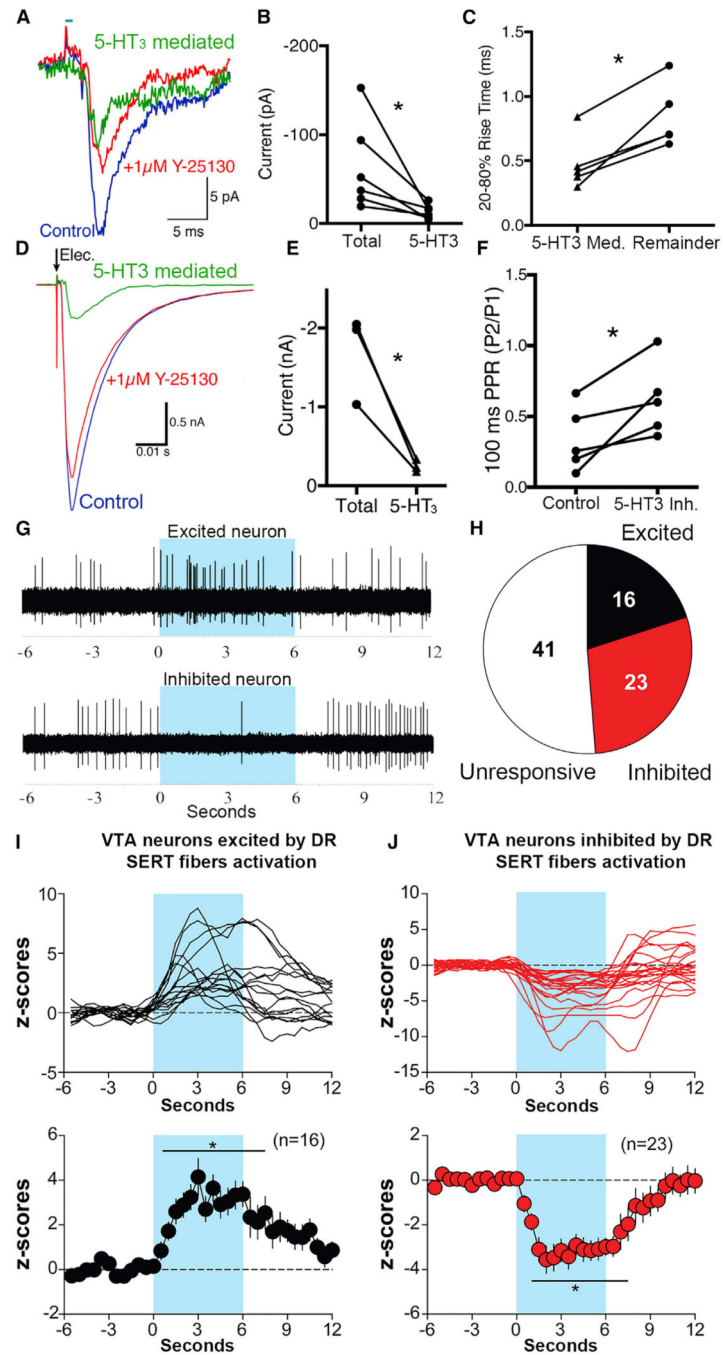 A
5-HT3 mediated
+1µM Y-25130
Control
5 pA
5 ms
B
Current (pA)
-200
-100
0
*
Total
5-HT3
C
20-80% Rise Time (ms)
1.5
1.0
0.5
0.0
*
5-HT3 Med. Remainder
D
Elec.
5-HT3 mediated
+1µM Y-25130
Control
0.5 nA
0.01 s
E
Current (nA)
-2
-1
0
*
Total
5-HT3
F
100 ms PPR (P2/P1)
1.5
1.0
0.5
0.0
*
Control
5-HT3 Inh.
G
Excited neuron
-6 -3 0 3 6 9 12
Inhibited neuron
-6 -3 0 3 6 9 12
Seconds
H
Excited
16
41
23
Unresponsive
Inhibited
I
VTA neurons excited by DR
SERT fibers activation
z-scores
10
5
0
-5
-6 -3 0 3 6 9 12
Seconds
J
VTA neurons inhibited by DR
SERT fibers activation
z-scores
10
5
0
-5
-10
-15
-6 -3 0 3 6 9 12
Seconds
z-scores
6
4
2
0
-2
*
(n=16)
-6 -3 0 3 6 9 12
Seconds
z-scores
2
0
-2
-4
-6
(n=23)
*
-6 -3 0 3 6 9 12
Seconds